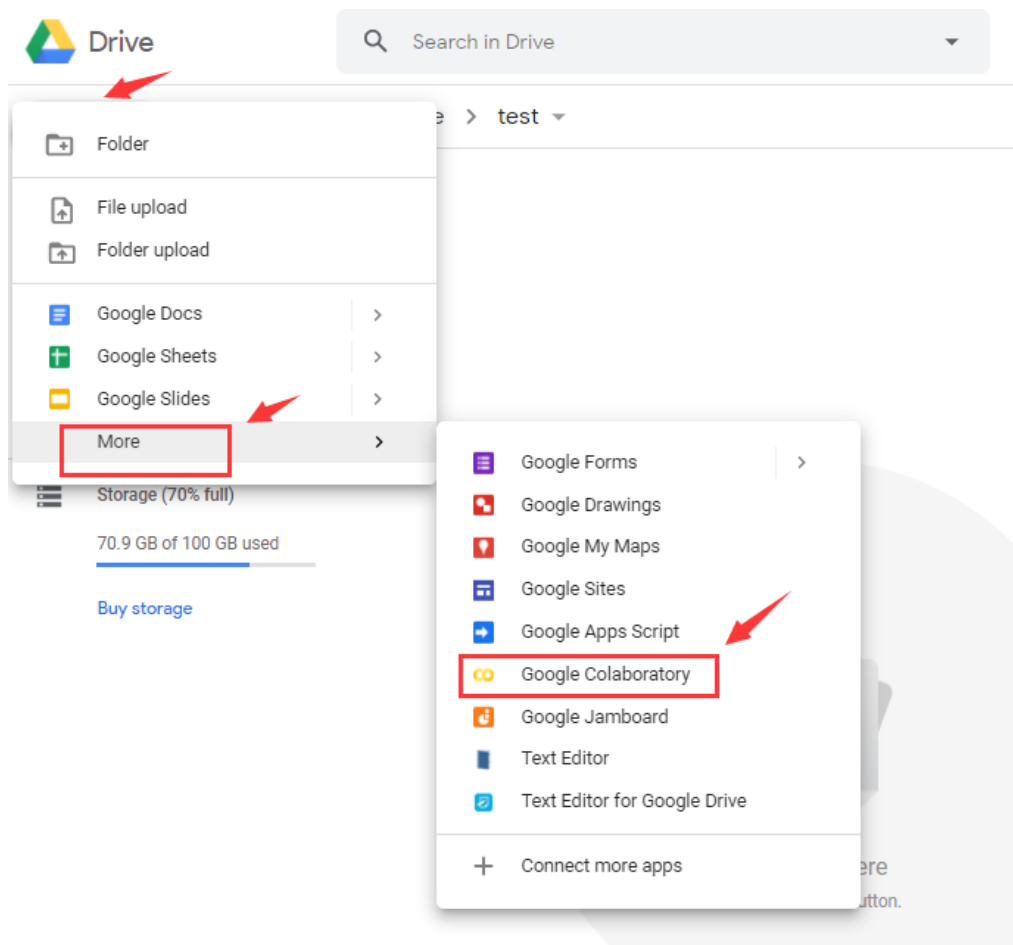 Drive
Search in Drive
e > test
Folder
File upload
Folder upload
Google Docs
Google Sheets
Google Slides
More
Storage (70% full)
70.9 GB of 100 GB used
Buy storage
Google Forms
Google Drawings
Google My Maps
Google Sites
Google Apps Script
Google Colaboratory
Google Jamboard
Text Editor
Text Editor for Google Drive
Connect more apps
ere
utton.